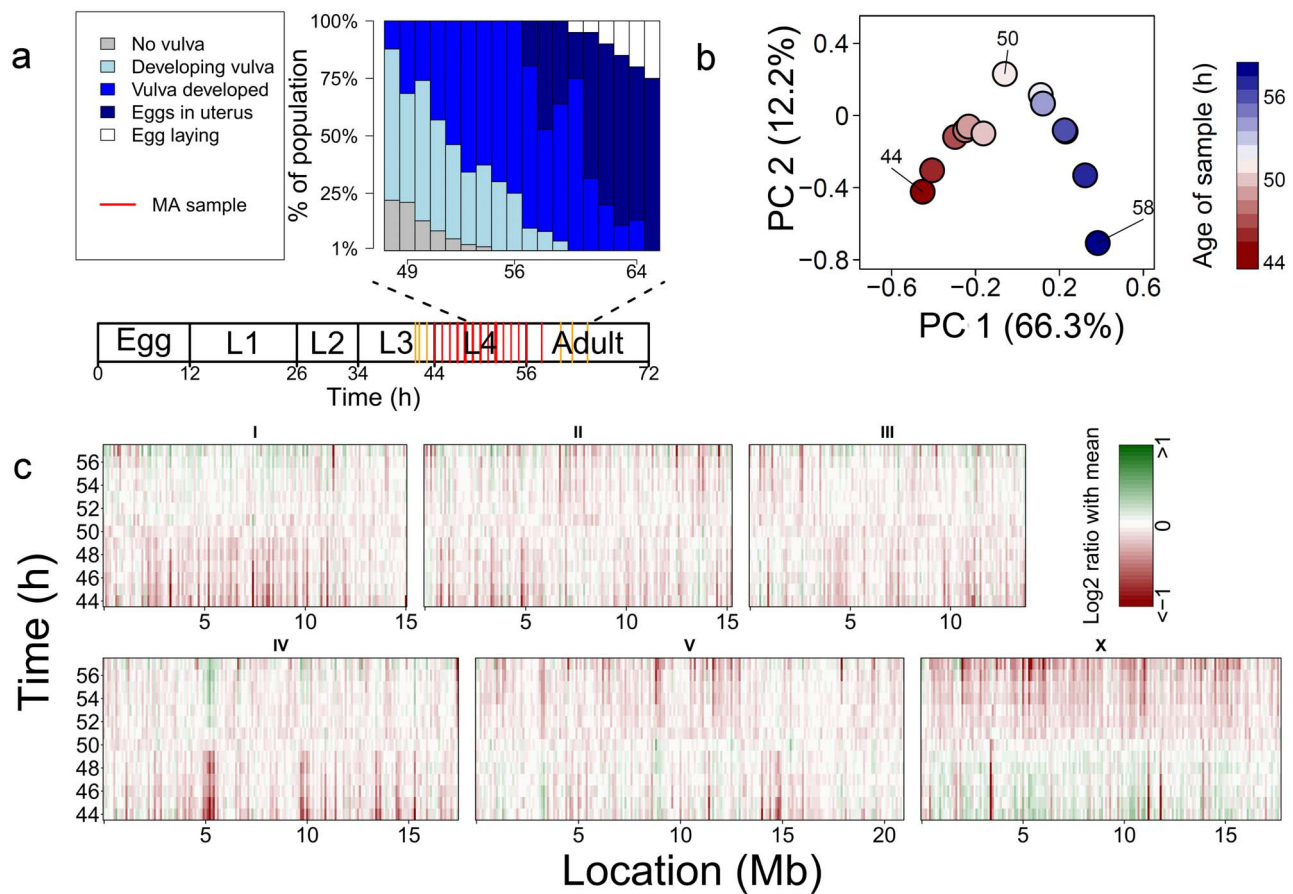 a
No vulva
Developing vulva
Vulva developed
Eggs in uterus
Egg laying
MA sample
% of population
100%
75%
50%
25%
1%
49
56
64
Egg
L1
L2
L3
L4
Adult
0
12
26
34
44
56
72
Time (h)
b
PC 2 (12.2%)
0.4
0
−0.4
−0.8
50
44
58
−0.6
−0.2
0.2
0.6
PC 1 (66.3%)
Age of sample (h)
56
50
44
c
Time (h)
I
II
III
56
54
52
50
48
46
44
5
10
15
5
10
15
5
10
Log2 ratio with mean
>1
0
<−1
IV
V
X
56
54
52
50
48
46
44
5
10
15
5
10
15
20
5
10
15
Location (Mb)